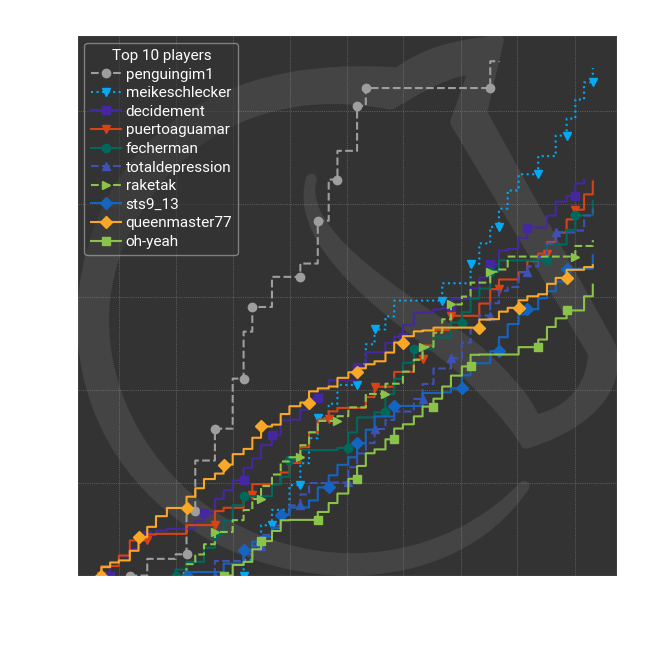 Top 10 players
penguingim1
meikeschlecker
decidement
puertoaguamar
fecherman
totaldepression
raketak
sts9_13
queenmaster77
oh-yeah